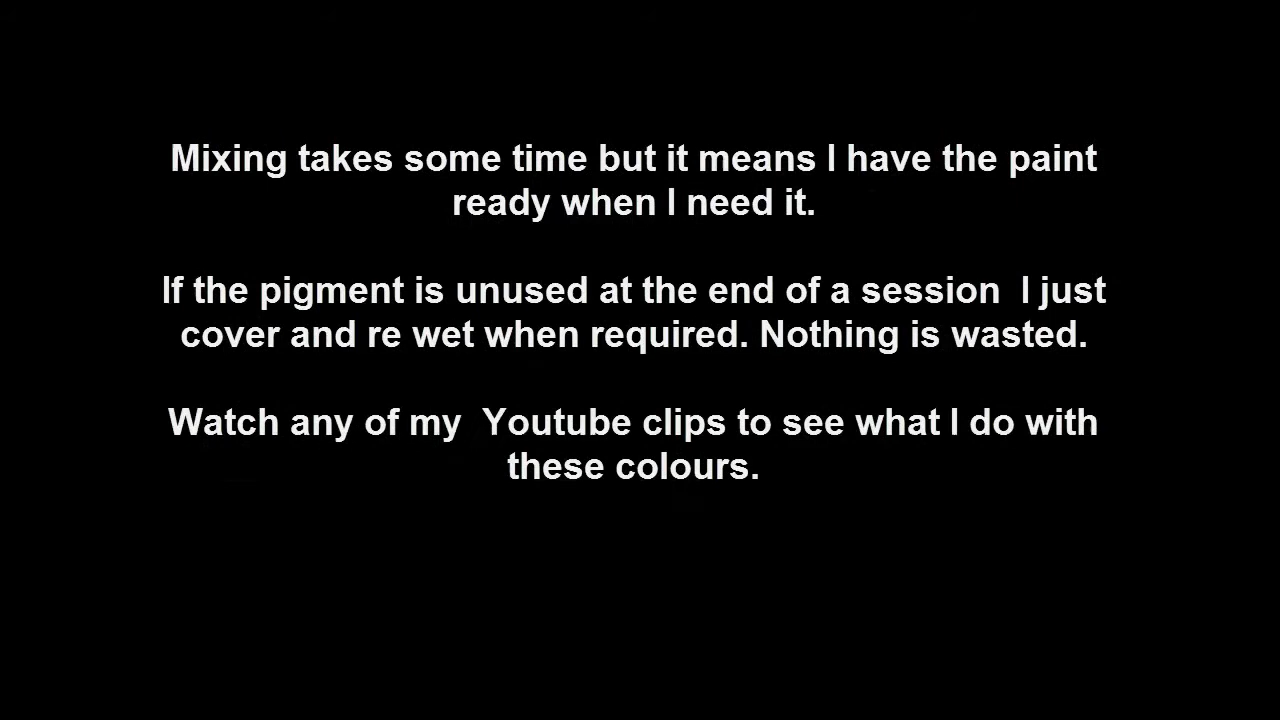 Mixing takes some time but it means I have the paint
ready when I need it.
If the pigment is unused at the end of a session  I just
cover and re wet when required. Nothing is wasted.
Watch any of my  Youtube clips to see what I do with
these colours.